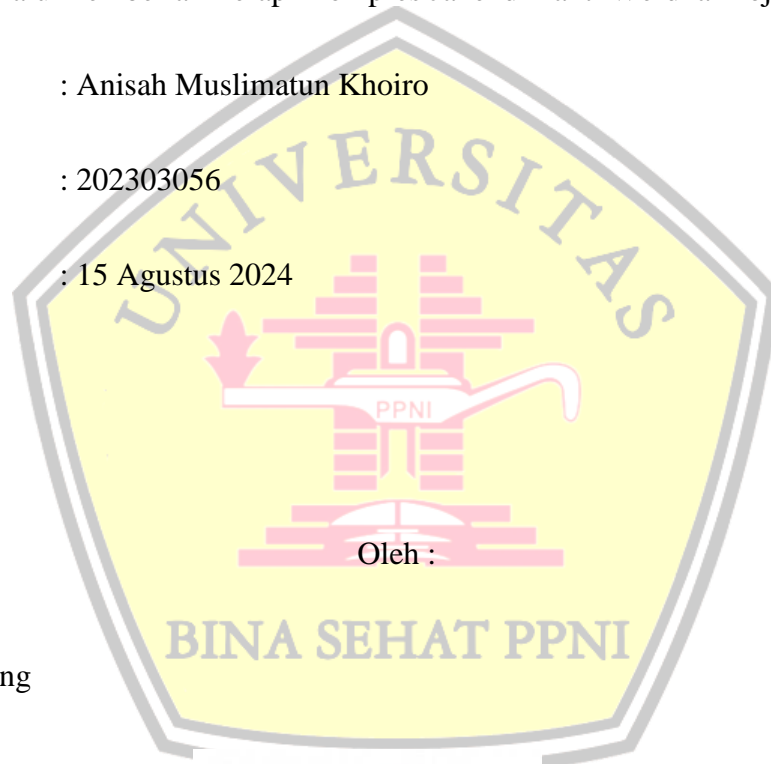 : Anisah Muslimatun Khoiro
: 202303056
: 15 Agustus 2024
UNIVERSITAS
PPNI
Oleh :
BINA SEHAT PPNI
ng